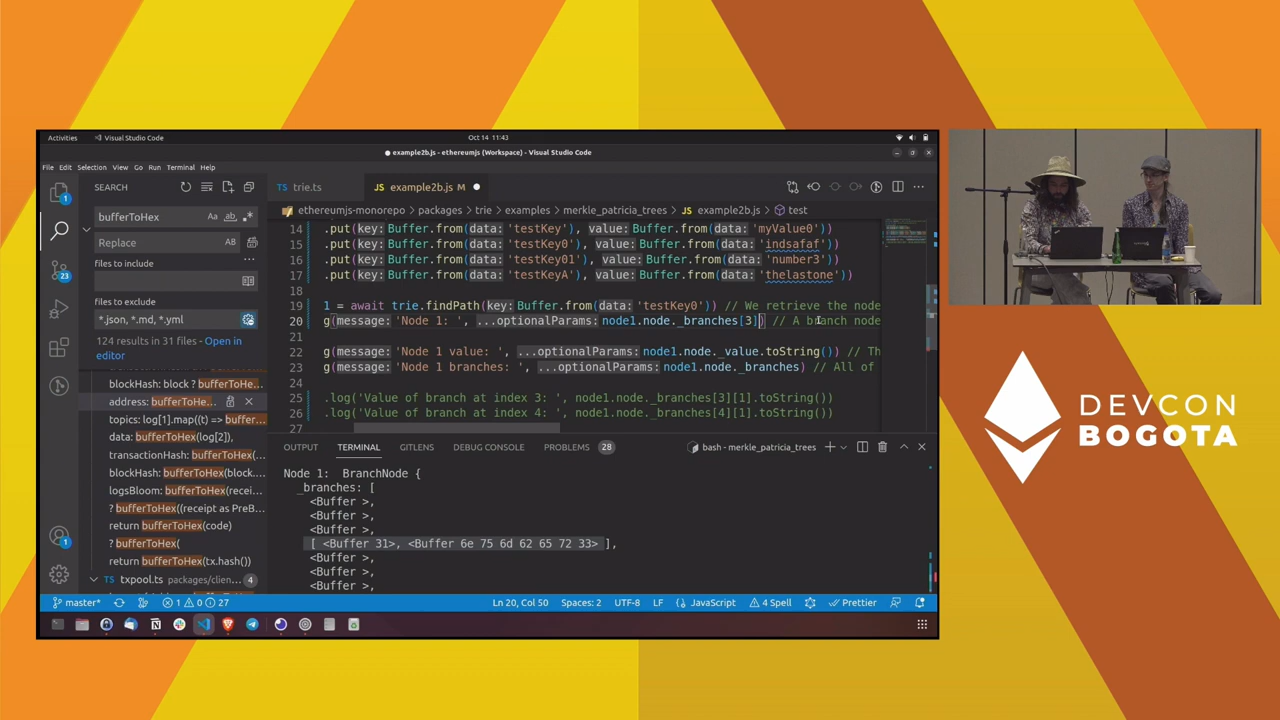 Activities
Visual Studio Code
Oct 14 11:43
● example2b.js - ethereumjs (Workspace) - Visual Studio Code
File Edit Selection View Go Run Terminal Help
SEARCH
trie.ts
JS example2b.js M
ethereumjs-monorepo > packages > trie > examples > merkle_patricia_trees > JS example2b.js > test
bufferToHex
Aa ab
Replace
AB
files to include
files to exclude
*.json, *.md, *.yml
124 results in 31 files - Open in
editor
blockHash: block ? bufferToHe...
address: bufferToHe...
topics: log[1].map((t) => buffer...
data: bufferToHex(log[2]),
transactionHash: bufferToHex(...
blockHash: bufferToHex(block....
logsBloom: bufferToHex(recei...
? bufferToHex((receipt as PreB...
return bufferToHex(code)
? bufferToHex(
return bufferToHex(tx.hash())
TS txpool.ts packages/clien... 4
14 .put(key: Buffer.from(data: 'testKey'), value: Buffer.from(data: 'myValue0'))
15 .put(key: Buffer.from(data: 'testKey0'), value: Buffer.from(data: 'indsafaf'))
16 .put(key: Buffer.from(data: 'testKey01'), value: Buffer.from(data: 'number3'))
17 .put(key: Buffer.from(data: 'testKeyA'), value: Buffer.from(data: 'thelastone'))
18
19 1 = await trie.findPath(key: Buffer.from(data: 'testKey0')) // We retrieve the node
20 g(message: 'Node 1: ', ...optionalParams: node1.node._branches[3]) // A branch node
21
22 g(message: 'Node 1 value: ', ...optionalParams: node1.node._value.toString()) // Th
23 g(message: 'Node 1 branches: ', ...optionalParams: node1.node._branches) // All of
24
25 .log('Value of branch at index 3: ', node1.node._branches[3][1].toString())
26 .log('Value of branch at index 4: ', node1.node._branches[4][1].toString())
27
OUTPUT TERMINAL GITLENS DEBUG CONSOLE PROBLEMS 28
bash - merkle_patricia_trees
Node 1:  BranchNode {
_branches: [
<Buffer >,
<Buffer >,
<Buffer >,
[ <Buffer 31>, <Buffer 6e 75 6d 62 65 72 33> ],
<Buffer >,
<Buffer >,
<Buffer >,
23
1
1
master*
1 0 27
Ln 20, Col 50 Spaces: 2 UTF-8 LF JavaScript 4 Spell Prettier
DEVCON
BOGOTA